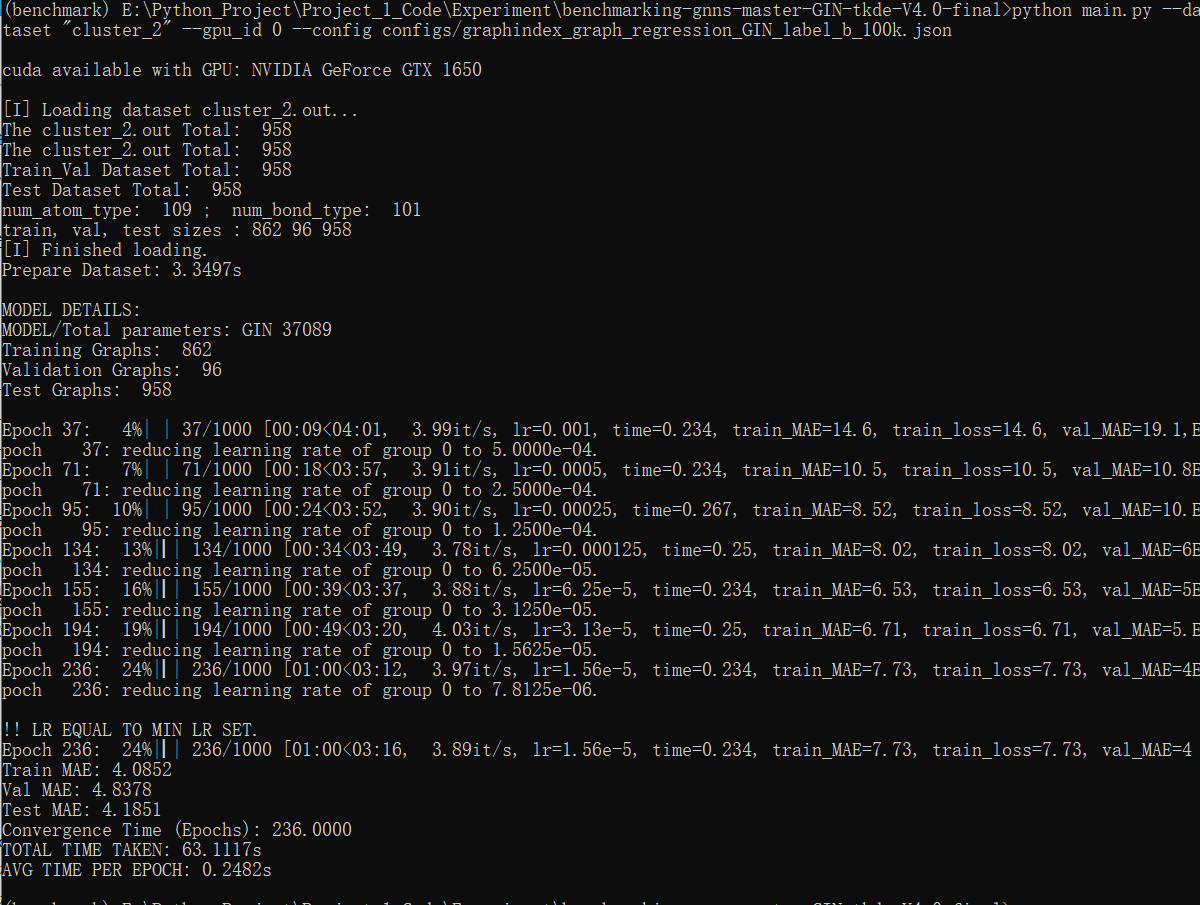 (benchmark) E:\Python_Project\Project_1_Code\Experiment\benchmarking-gnns-master-GIN-tkde-V4.0-final>python main.py --da
taset "cluster_2" --gpu_id 0 --config configs/graphindex_graph_regression_GIN_label_b_100k.json
cuda available with GPU: NVIDIA GeForce GTX 1650
[I] Loading dataset cluster_2.out...
The cluster_2.out Total:  958
The cluster_2.out Total:  958
Train_Val Dataset Total:  958
Test Dataset Total:  958
num_atom_type:  109 ;  num_bond_type:  101
train, val, test sizes : 862 96 958
[I] Finished loading.
Prepare Dataset: 3.3497s
MODEL DETAILS:
MODEL/Total parameters: GIN 37089
Training Graphs:  862
Validation Graphs:  96
Test Graphs:  958
Epoch 37:   4%| | 37/1000 [00:09<04:01,  3.99it/s, lr=0.001, time=0.234, train_MAE=14.6, train_loss=14.6, val_MAE=19.1,E
poch    37: reducing learning rate of group 0 to 5.0000e-04.
Epoch 71:   7%| | 71/1000 [00:18<03:57,  3.91it/s, lr=0.0005, time=0.234, train_MAE=10.5, train_loss=10.5, val_MAE=10.8E
poch    71: reducing learning rate of group 0 to 2.5000e-04.
Epoch 95:  10%| | 95/1000 [00:24<03:52,  3.90it/s, lr=0.00025, time=0.267, train_MAE=8.52, train_loss=8.52, val_MAE=10.E
poch    95: reducing learning rate of group 0 to 1.2500e-04.
Epoch 134:  13%|| | 134/1000 [00:34<03:49,  3.78it/s, lr=0.000125, time=0.25, train_MAE=8.02, train_loss=8.02, val_MAE=6E
poch   134: reducing learning rate of group 0 to 6.2500e-05.
Epoch 155:  16%|| | 155/1000 [00:39<03:37,  3.88it/s, lr=6.25e-5, time=0.234, train_MAE=6.53, train_loss=6.53, val_MAE=5E
poch   155: reducing learning rate of group 0 to 3.1250e-05.
Epoch 194:  19%|| | 194/1000 [00:49<03:20,  4.03it/s, lr=3.13e-5, time=0.25, train_MAE=6.71, train_loss=6.71, val_MAE=5.E
poch   194: reducing learning rate of group 0 to 1.5625e-05.
Epoch 236:  24%|| | 236/1000 [01:00<03:12,  3.97it/s, lr=1.56e-5, time=0.234, train_MAE=7.73, train_loss=7.73, val_MAE=4E
poch   236: reducing learning rate of group 0 to 7.8125e-06.
!! LR EQUAL TO MIN LR SET.
Epoch 236:  24%|| | 236/1000 [01:00<03:16,  3.89it/s, lr=1.56e-5, time=0.234, train_MAE=7.73, train_loss=7.73, val_MAE=4
Train MAE: 4.0852
Val MAE: 4.8378
Test MAE: 4.1851
Convergence Time (Epochs): 236.0000
TOTAL TIME TAKEN: 63.1117s
AVG TIME PER EPOCH: 0.2482s